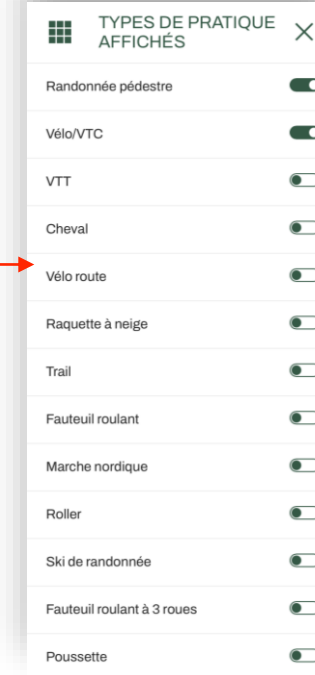 TYPES DE PRATIQUE
AFFICHÉS
Randonnée pédestre
Vélo/VTC
VTT
Cheval
Vélo route
Raquette à neige
Trail
Fauteuil roulant
Marche nordique
Roller
Ski de randonnée
Fauteuil roulant à 3 roues
Poussette